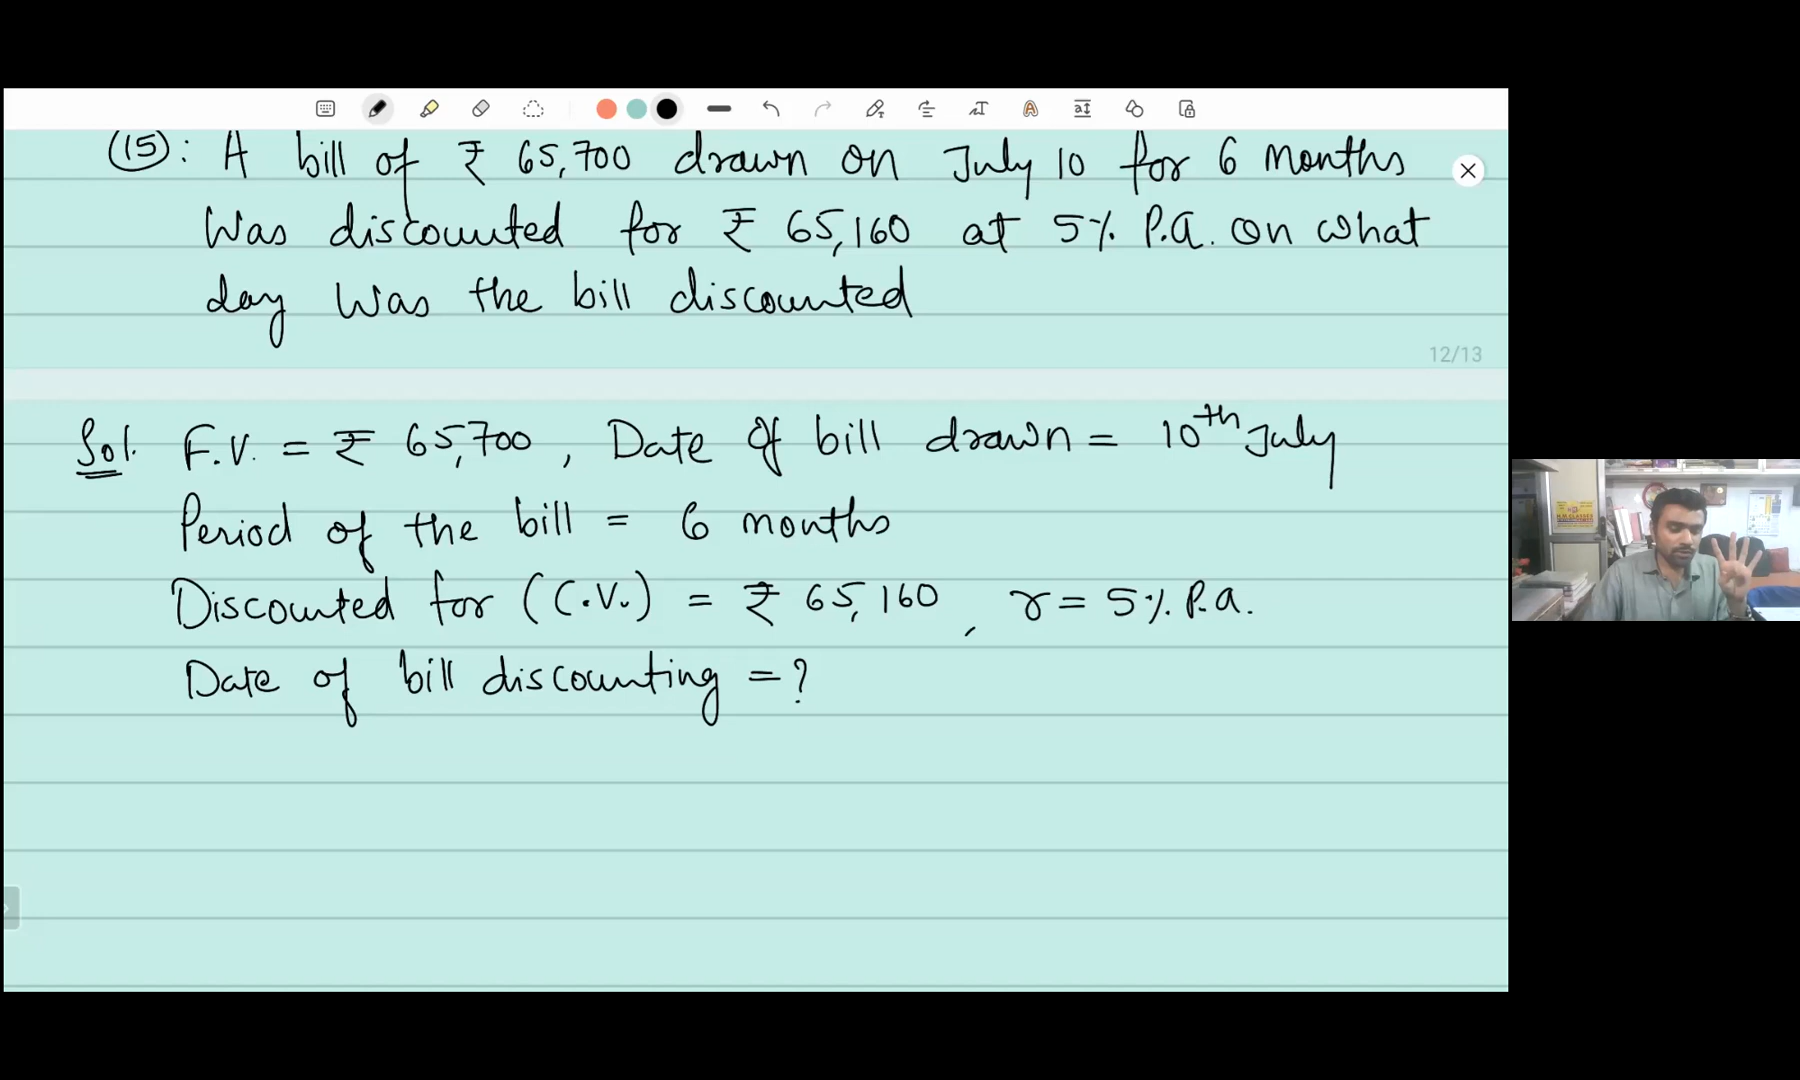 (15): A bill of ₹ 65,700 drawn on July 10 for 6 months
Was discounted for ₹ 65,160 at 5% P.a. on what
day was the bill discounted
12/13
Sol. F.V. = ₹ 65,700, Date of bill drawn = 10th July
Period of the bill = 6 months
Discounted for (C.V.) = ₹ 65,160, r = 5% P.a.
Date of bill discounting = ?